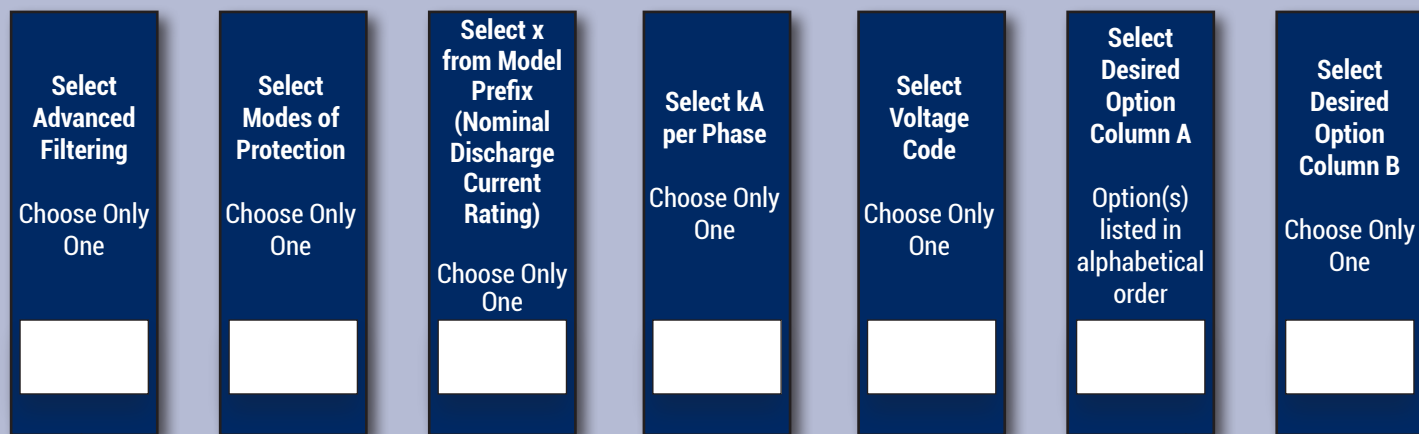 Select
Advanced
Filtering
Choose Only
One
Select
Modes of
Protection
Choose Only
One
Select x
from Model
Prefix
(Nominal
Discharge
Current
Rating)
Choose Only
One
Select kA
per Phase
Choose Only
One
Select
Voltage
Code
Choose Only
One
Select
Desired
Option
Column A
Option(s)
listed in
alphabetical
order
Select
Desired
Option
Column B
Choose Only
One